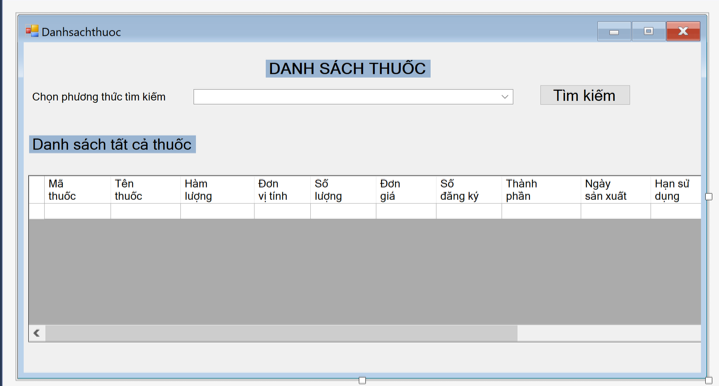 Danhsachthuoc
DANH SÁCH THUỐC
Chọn phương thức tìm kiếm
Tìm kiếm
Danh sách tất cả thuốc
Mã thuốc
Tên thuốc
Hàm lượng
Đơn vị tính
Số lượng
Đơn giá
Số đăng ký
Thành phần
Ngày sản xuất
Hạn sử dụng